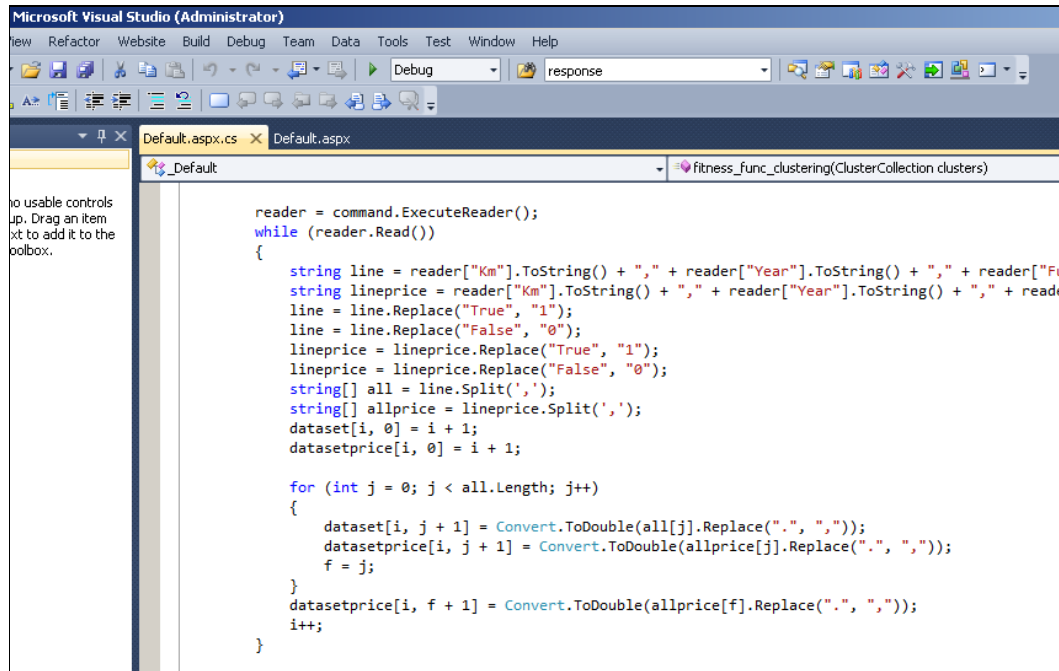 Microsoft Visual Studio (Administrator)
Refactor Website Build Debug Team Data Tools Test Window Help
Debug response
Default.aspx.cs Default.aspx
_Default fitness_func_clustering(ClusterCollection clusters)
usable controls
up. Drag an item
to add it to the
reader = command.ExecuteReader();
while (reader.Read())
{
string line = reader["Km"].ToString() + "," + reader["Year"].ToString() + "," + reader["Fu
string lineprice = reader["Km"].ToString() + "," + reader["Year"].ToString() + "," + reade
line = line.Replace("True", "1");
line = line.Replace("False", "0");
lineprice = lineprice.Replace("True", "1");
lineprice = lineprice.Replace("False", "0");
string[] all = line.Split(',');
string[] allprice = lineprice.Split(',');
dataset[i, 0] = i + 1;
datasetprice[i, 0] = i + 1;
for (int j = 0; j < all.Length; j++)
{
dataset[i, j + 1] = Convert.ToDouble(all[j].Replace(".", ","));
datasetprice[i, j + 1] = Convert.ToDouble(allprice[j].Replace(".", ","));
f = j;
}
datasetprice[i, f + 1] = Convert.ToDouble(allprice[f].Replace(".", ","));
i++;
}